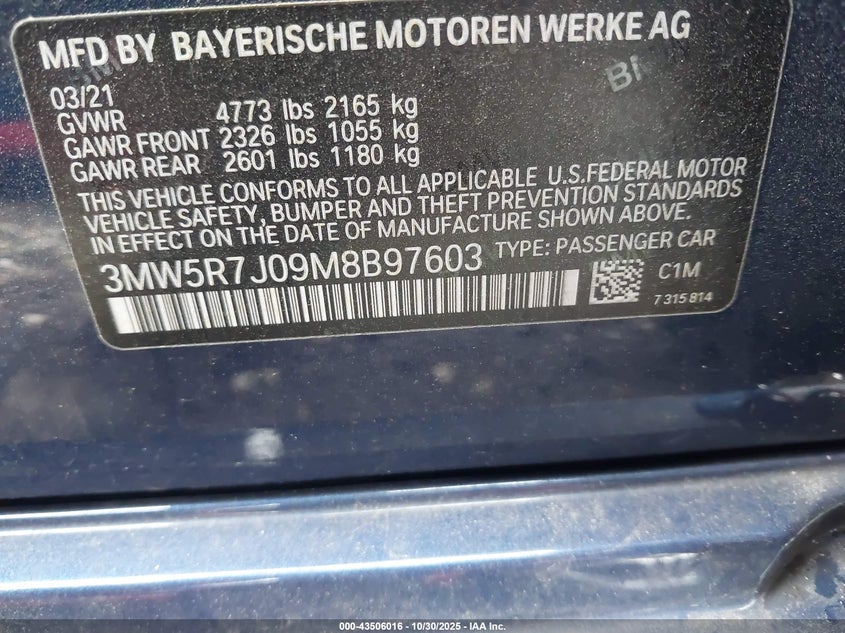 MFD BY BAYERISCHE MOTOREN WERKE AG
03/21
GVWR 4773 lbs 2165 kg
GAWR FRONT 2326 lbs 1055 kg
GAWR REAR 2601 lbs 1180 kg
THIS VEHICLE CONFORMS TO ALL APPLICABLE U.S.FEDERAL MOTOR
VEHICLE SAFETY, BUMPER AND THEFT PREVENTION STANDARDS
IN EFFECT ON THE DATE OF MANUFACTURE SHOWN ABOVE.
3MW5R7J09M8B97603 TYPE: PASSENGER CAR
C1M
7 315 814
000-43506016 - 10/30/2025 - IAA Inc.